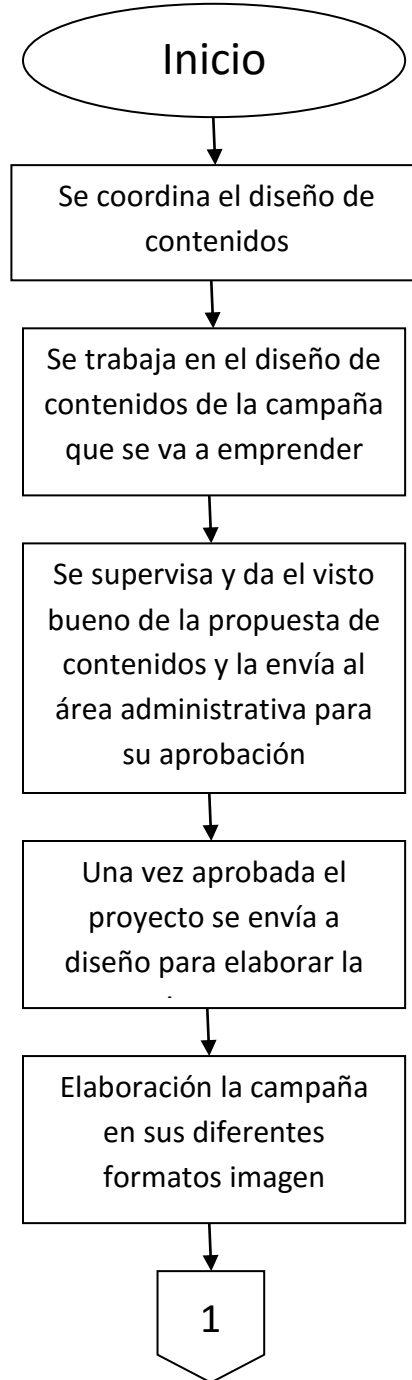 Inicio
Se coordina el diseño de
contenidos
Se trabaja en el diseño de
contenidos de la campaña
que se va a emprender
Se supervisa y da el visto
bueno de la propuesta de
contenidos y la envía al
área administrativa para
su aprobación
Una vez aprobada el
proyecto se envía a
diseño para elaborar la
Elaboración la campaña
en sus diferentes
formatos imagen
1